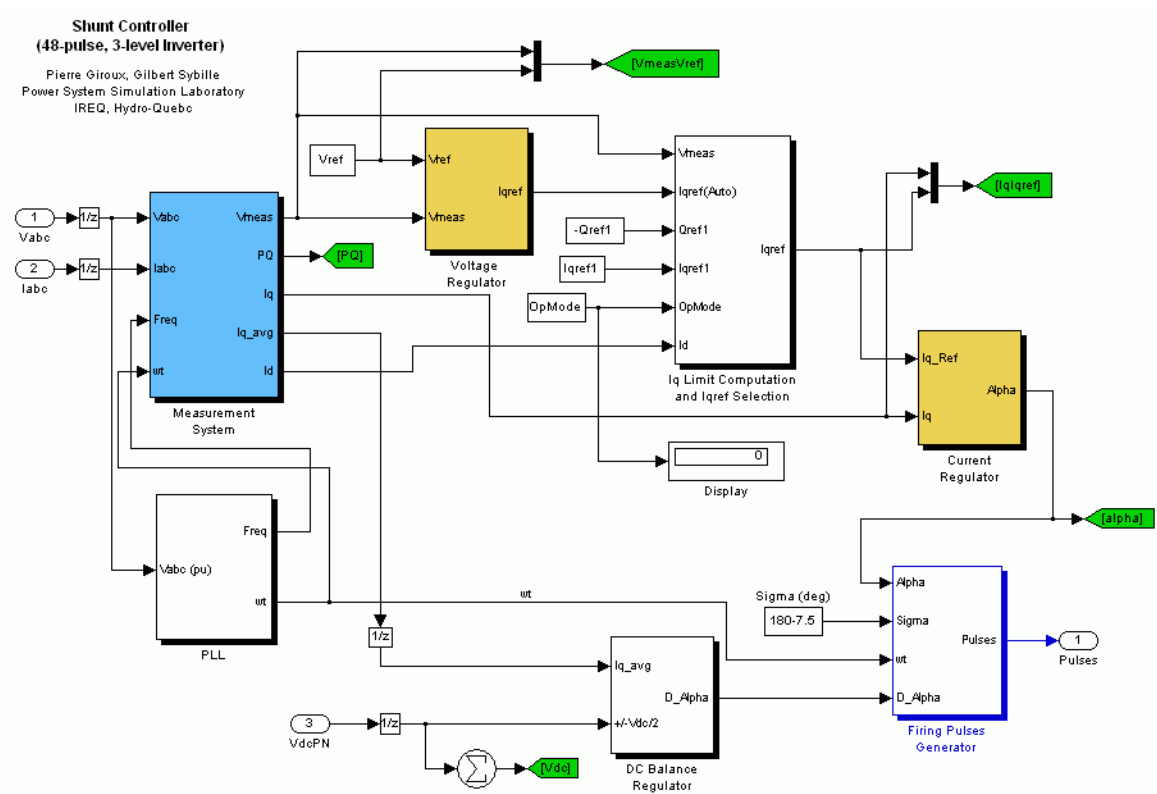 Shunt Controller
(48-pulse, 3-level Inverter)
Pierre Giroux, Gilbert Sybille
Power System Simulation Laboratory
IREQ, Hydro-Quebc
[VmeasVref]
Vref
Vref
Vmeas
Iqref
Voltage
Regulator
Vmeas
Iqref(Auto)
Qref1
Iqref1
OpMode
Id
Iqref
Iq Limit Computation
and Iqref Selection
-Qref1
Iqref1
OpMode
[IqIqref]
1
Vabc
1/z
2
Iabc
1/z
Vabc
Iabc
Freq
wt
Vmeas
PQ
Iq
Iq_avg
Id
Measurement
System
[PQ]
Iq_Ref
Iq
Alpha
Current
Regulator
0
Display
[alpha]
Vabc (pu)
Freq
wt
PLL
wt
1/z
Sigma (deg)
180-7.5
Alpha
Sigma
wt
D_Alpha
Pulses
Firing Pulses
Generator
1
Pulses
Iq_avg
+/-Vdc/2
D_Alpha
DC Balance
Regulator
3
VdcPN
1/z
Σ
[Vdc]